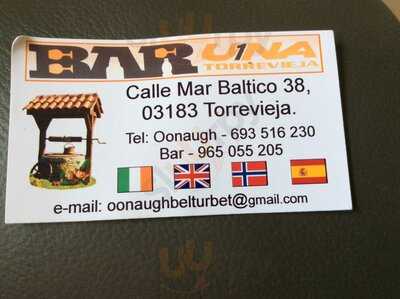 BAR U1NA
TORREVIEJA
Calle Mar Baltico 38,
03183 Torrevieja.
Tel: Oonaugh - 693 516 230
Bar - 965 055 205
e-mail: oonaughbelturbet@gmail.com